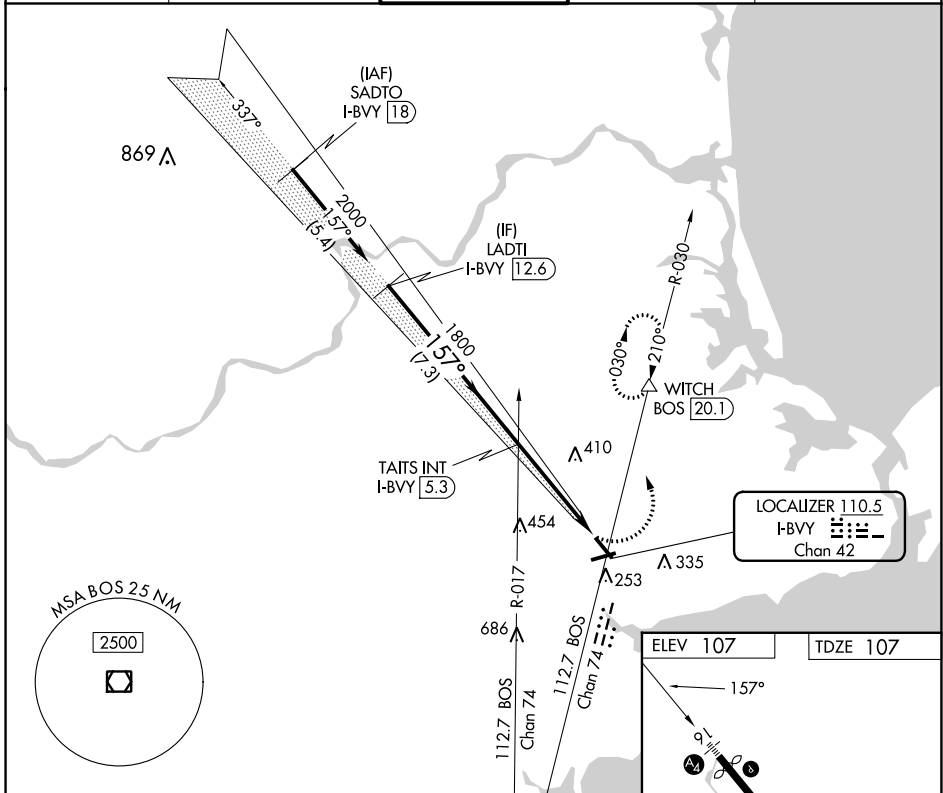 (IAF)
SADTO
I-BVY 18
337°
869
2000
157°
(5.4)
(IF)
LADTI
I-BVY 12.6
R-030
1800
157°
(7.3)
030°
210°
WITCH
BOS 20.1
410
TAITS INT
I-BVY 5.3
454
LOCALIZER 110.5
I-BVY
Chan 42
335
253
R-017
MSA BOS 25 NM
2500
686
112.7 BOS
Chan 74
112.7 BOS
Chan 74
ELEV 107
TDZE 107
157°
16
A4
P